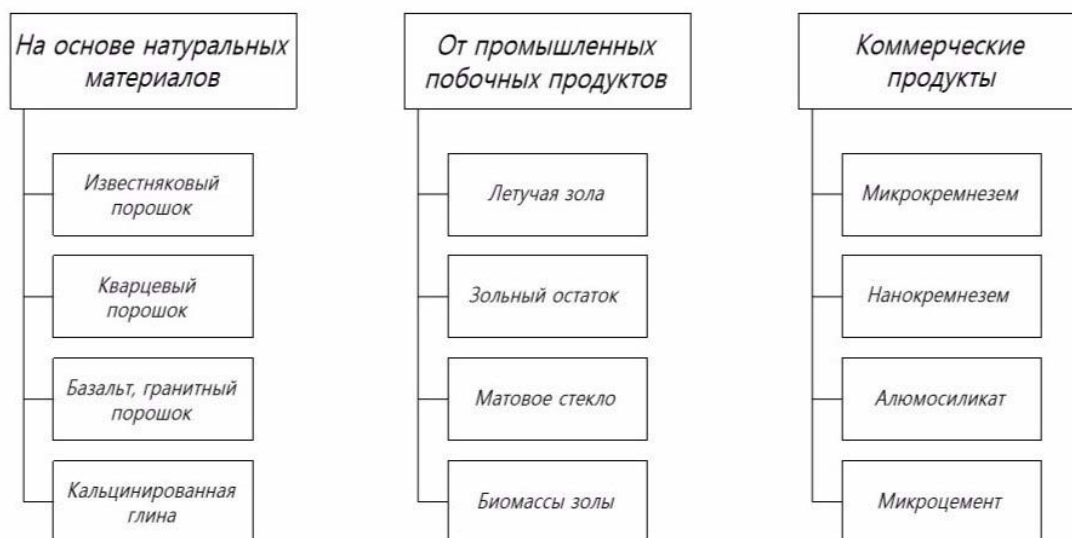 На основе натуральных
материалов
Известняковый
порошок
Кварцевый
порошок
Базальт, гранитный
порошок
Кальцинированная
глина
От промышленных
побочных продуктов
Летучая зола
Зольный остаток
Матовое стекло
Биомассы золы
Коммерческие
продукты
Микрокремнезем
Нанокремнезем
Алюмосиликат
Микроцемент